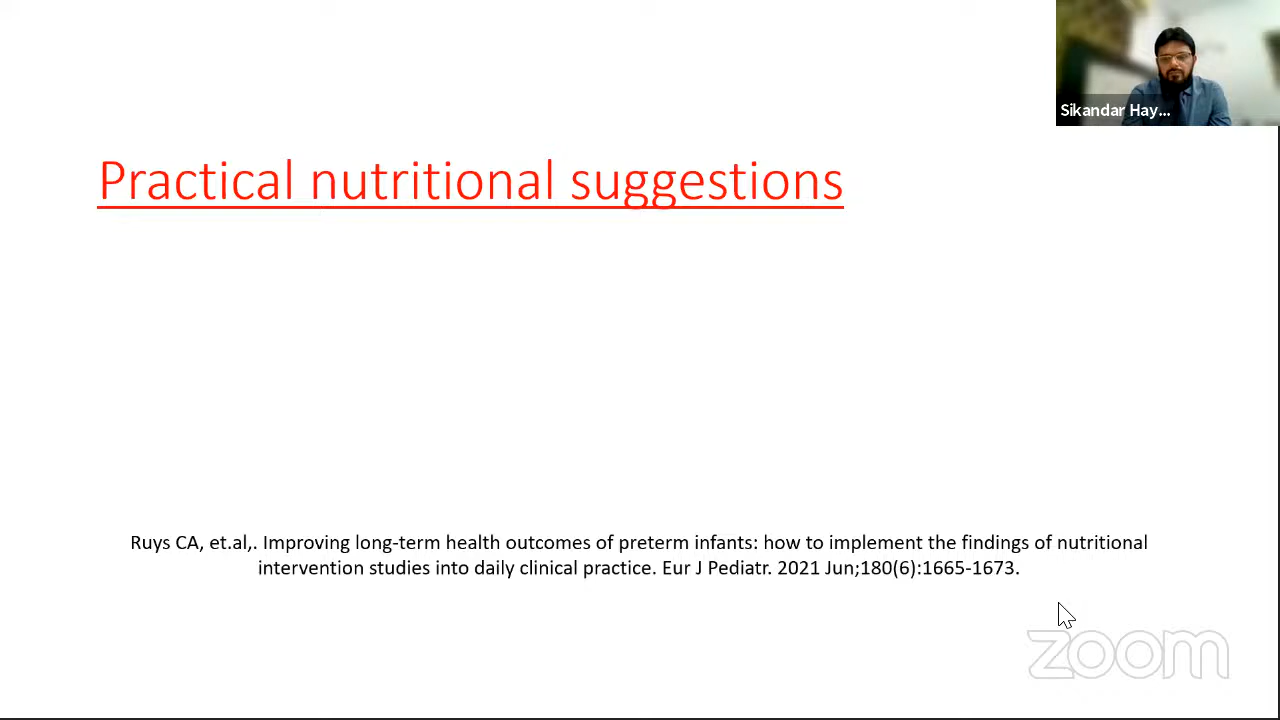 Sikandar Hay...
Practical nutritional suggestions
Ruys CA, et.al,. Improving long-term health outcomes of preterm infants: how to implement the findings of nutritional
intervention studies into daily clinical practice. Eur J Pediatr. 2021 Jun;180(6):1665-1673.
zoom